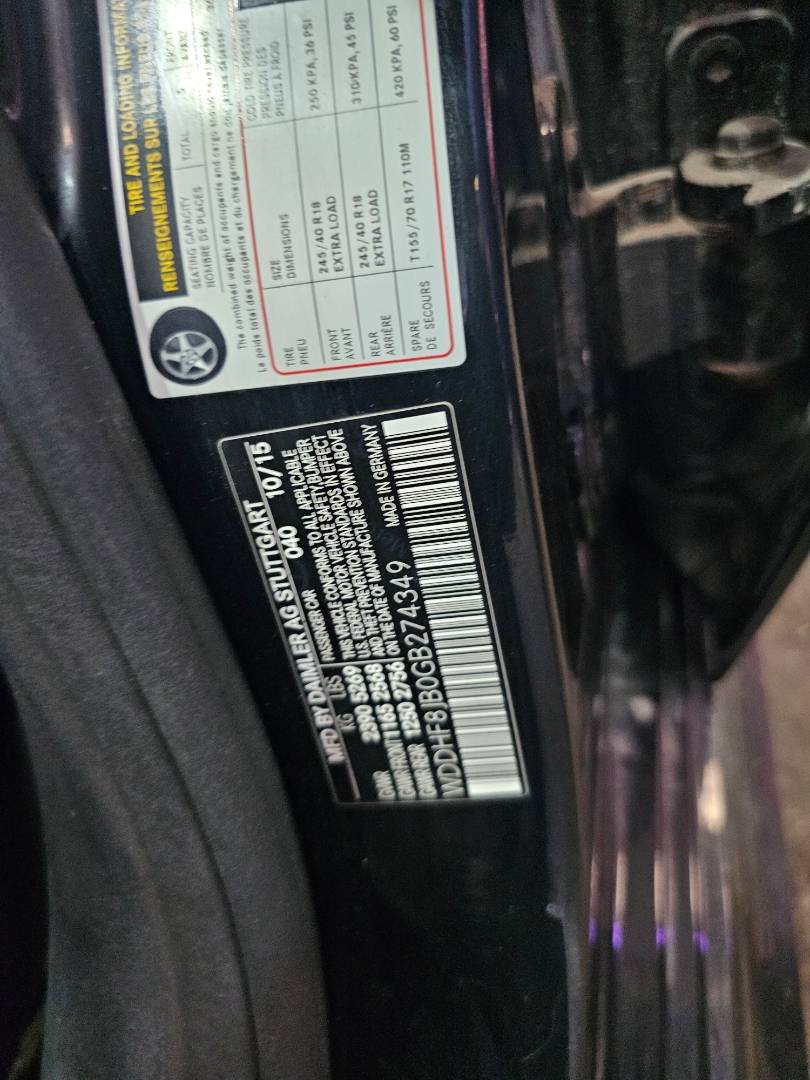 TIRE AND LOADING INFORMA
RENSEIGNEMENTS SUR LES PNEUS
SEATING CAPACITY
NOMBRE DE PLACES
TOTAL 5
FRONT
The combined weight of occupants and cargo should never exceed
Le poids total des occupants et du chargement ne doit jamais dépasser
TIRE
PNEU
SIZE
DIMENSIONS
COLD TIRE PRESSURE
PRESSION DES
PNEUS À FROID
FRONT
AVANT
245/40 R18
EXTRA LOAD
250 KPA, 36 PSI
REAR
ARRIÈRE
245/40 R18
EXTRA LOAD
310 KPA, 45 PSI
SPARE
DE SECOURS
T155/70 R17 110M
420 KPA, 60 PSI
MFD BY DAIMLER AG STUTTGART
KG LBS
040 10/15
GVWR 2390 5269
GAWR FRONT 1165 2568
GAWR REAR 1250 2756
PASSENGER CAR
THIS VEHICLE CONFORMS TO ALL APPLICABLE
U.S. FEDERAL MOTOR VEHICLE SAFETY, BUMPER
AND THEFT PREVENTION STANDARDS IN EFFECT
ON THE DATE OF MANUFACTURE SHOWN ABOVE
WDDHF8JB0GB274349
MADE IN GERMANY